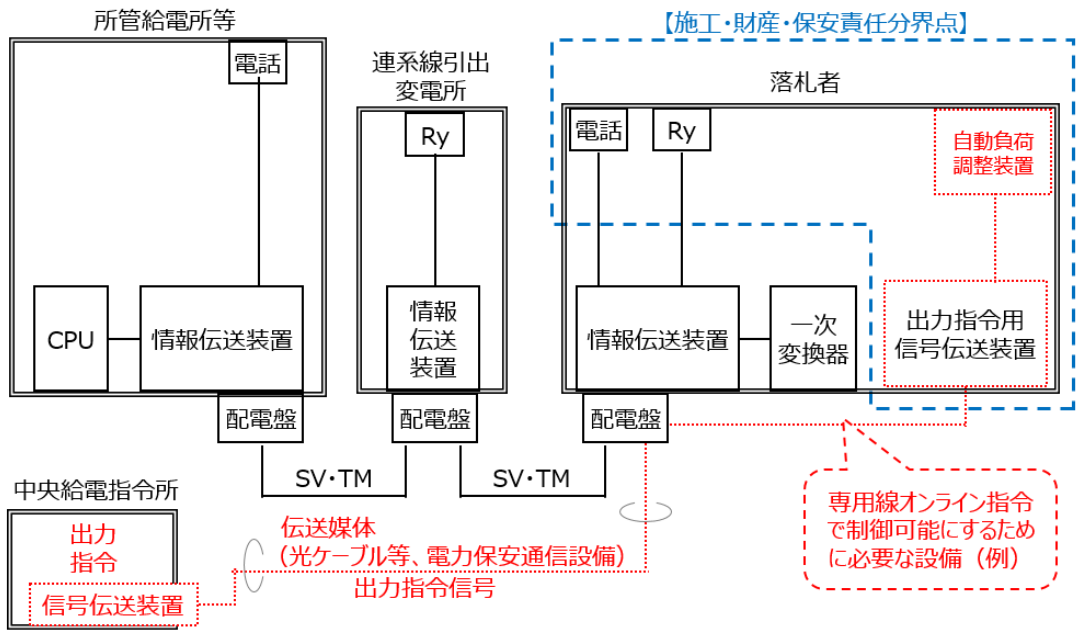 所管給電所等
電話
CPU
情報伝送装置
配電盤
連系線引出
変電所
Ry
情報
伝送
装置
配電盤
【施工・財産・保安責任分界点】
落札者
電話
Ry
自動負荷
調整装置
情報伝送装置
一次
変換器
出力指令用
信号伝送装置
配電盤
SV・TM
SV・TM
中央給電指令所
出力
指令
信号伝送装置
伝送媒体
(光ケーブル等、電力保安通信設備)
出力指令信号
専用線オンライン指令
で制御可能にするため
に必要な設備（例）